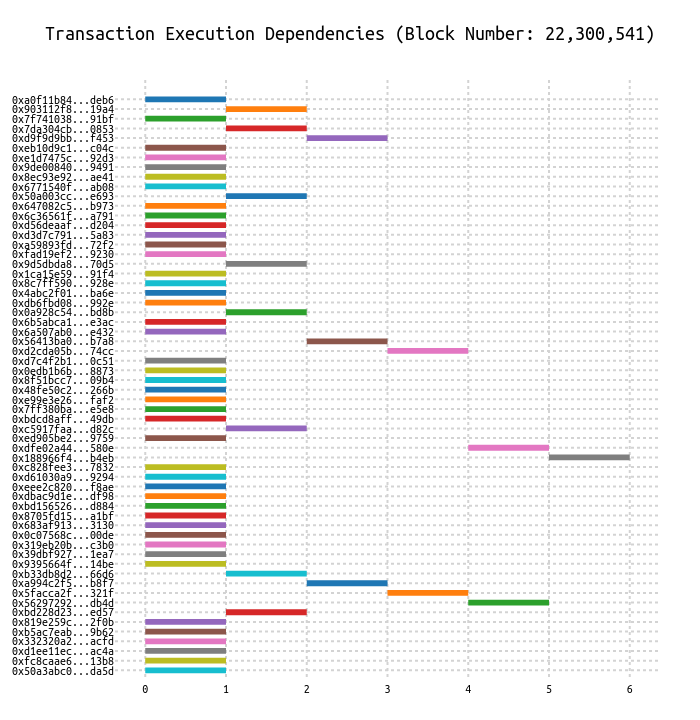 Transaction Execution Dependencies (Block Number: 22,300,541)
0xa0f11b84...deb6
0x903112f8...19a4
0x7f741038...91bf
0x7da304cb...0853
0xd9f9d9bb...f453
0xeb10d9c1...c04c
0xe1d7475c...92d3
0x9de00840...9491
0x8ec93e92...ae41
0x6771540f...ab08
0x50a003cc...e693
0x647082c5...b973
0x6c36561f...a791
0xd56deaaf...d204
0xd3d7c791...5a83
0xa59893fd...72f2
0xfad19ef2...9230
0x9d5dbda8...70d5
0x1ca15e59...91f4
0x8c7ff590...928e
0x4abc2f01...ba6e
0xdb6fbd08...992e
0x0a928c54...bd8b
0x6b5abca1...e3ac
0x6a507ab0...e432
0x56413ba0...b7a8
0xd2cda05b...74cc
0xd7c4f2b1...0c51
0x0edb1b6b...8873
0x8f51bcc7...09b4
0x48fe50c2...266b
0xe99e3e26...faf2
0x7ff380ba...e5e8
0xbdcd8aff...49db
0xc5917faa...d82c
0xed905be2...9759
0xdfe02a44...580e
0x188966f4...b4eb
0xc828fee3...7832
0xd61030a9...9294
0xeee2c820...f8ae
0xdbac9d1e...df98
0xbd156526...d884
0x8705fd15...a1bf
0x683af913...3130
0x0c07568c...00de
0x319eb20b...c3b0
0x39dbf927...1ea7
0x9395664f...14be
0xb33db8d2...66d6
0xa994c2f5...b8f7
0x5facca2f...321f
0x56297292...db4d
0xbd228d23...ed57
0x819e259c...2f0b
0xb5ac7eab...9b62
0x332320a2...acfd
0xd1ee11ec...ac4a
0xfc8caae6...13b8
0x50a3abc0...da5d
0 1 2 3 4 5 6